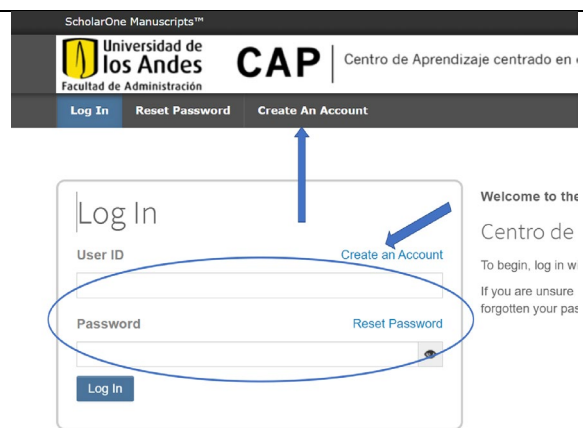 ScholarOne Manuscripts™
Universidad de
los Andes
Facultad de Administración
CAP
Centro de Aprendizaje centrado en
Log In Reset Password Create An Account
Log In
User ID Create an Account
Password Reset Password
Log In
Welcome to the
Centro de
To begin, log in
If you are unsure
forgotten your